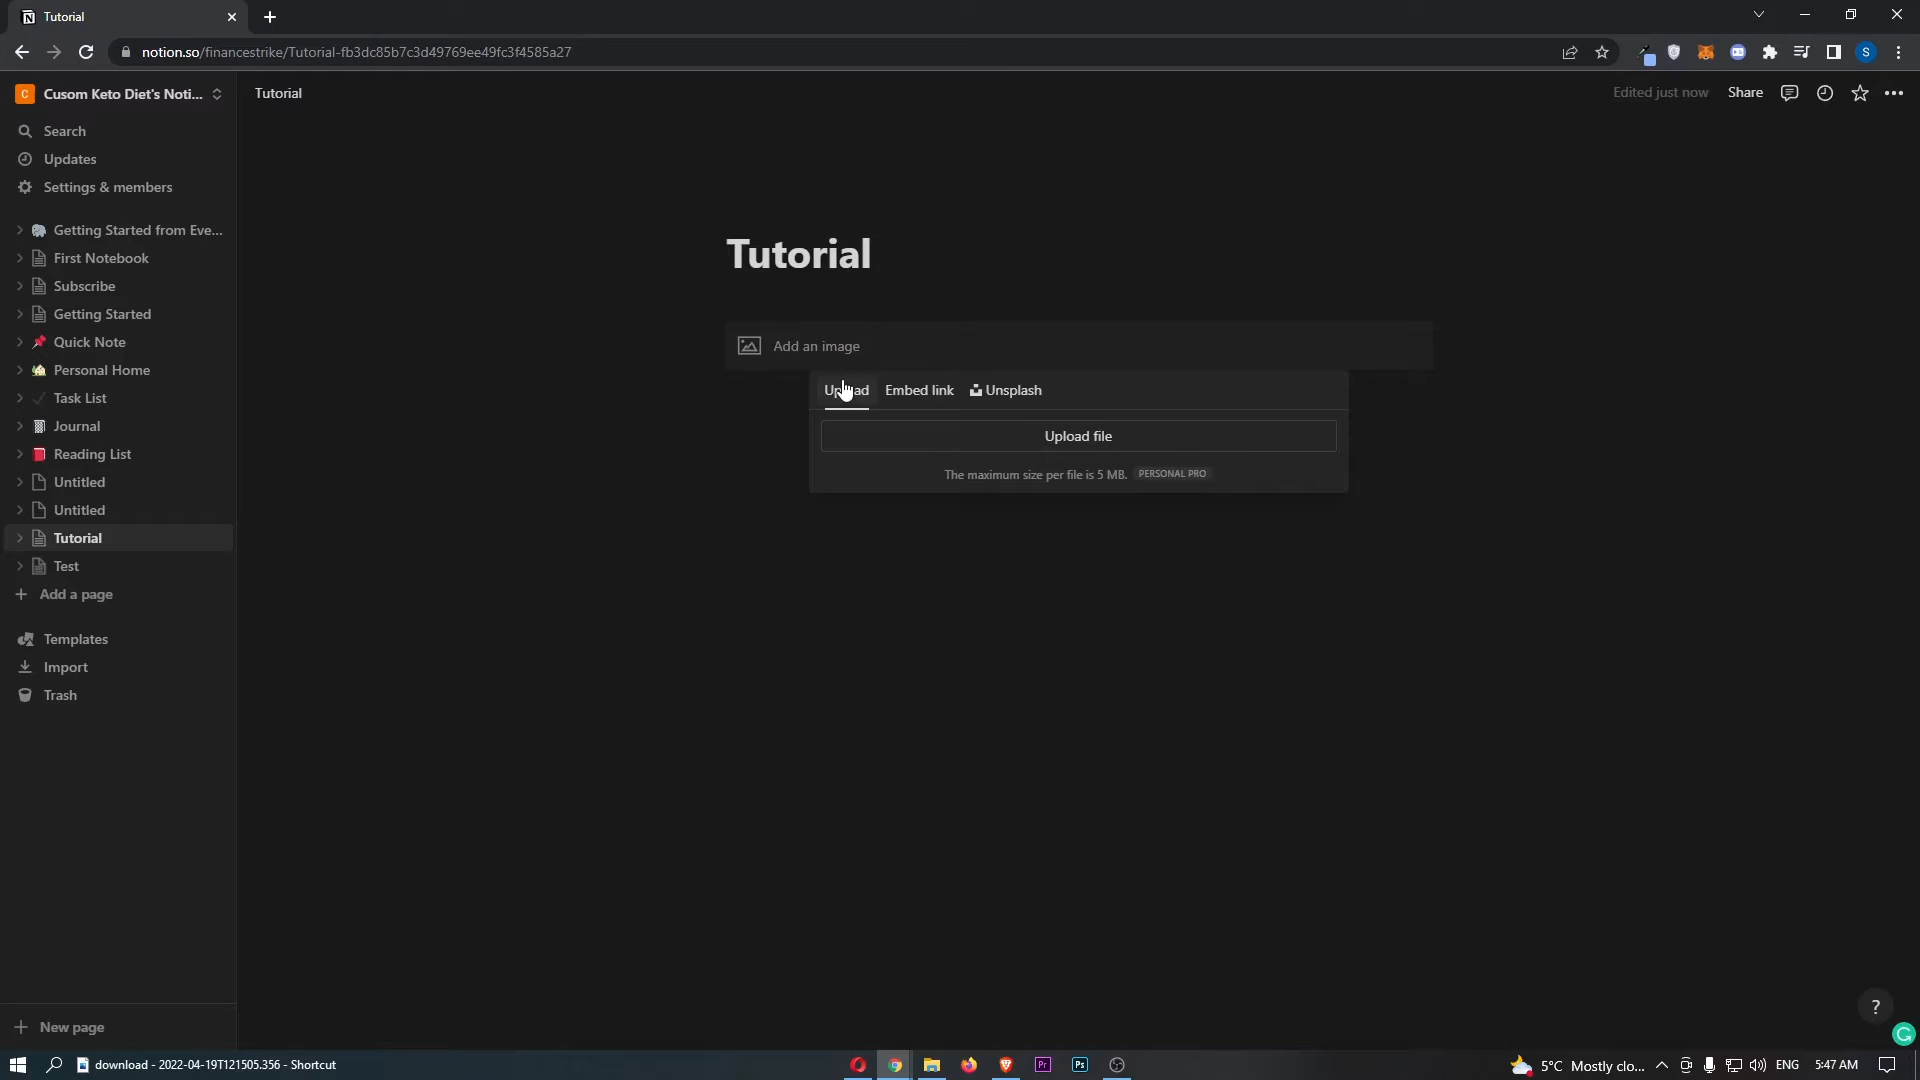 Tutorial
notion.so/financestrike/Tutorial-fb3dc85b7c3d49769ee49fc3f4585a27
S
C Cusom Keto Diet's Noti...
Tutorial
Edited just now
Share
Search
Updates
Settings & members
Getting Started from Eve...
First Notebook
Subscribe
Getting Started
Quick Note
Personal Home
Task List
Journal
Reading List
Untitled
Untitled
Tutorial
Test
Add a page
Templates
Import
Trash
New page
Tutorial
Add an image
Upload Embed link Unsplash
Upload file
The maximum size per file is 5 MB. PERSONAL PRO
?
download - 2022-04-19T121505.356 - Shortcut
Pr
Ps
5°C Mostly clo...
ENG
5:47 AM